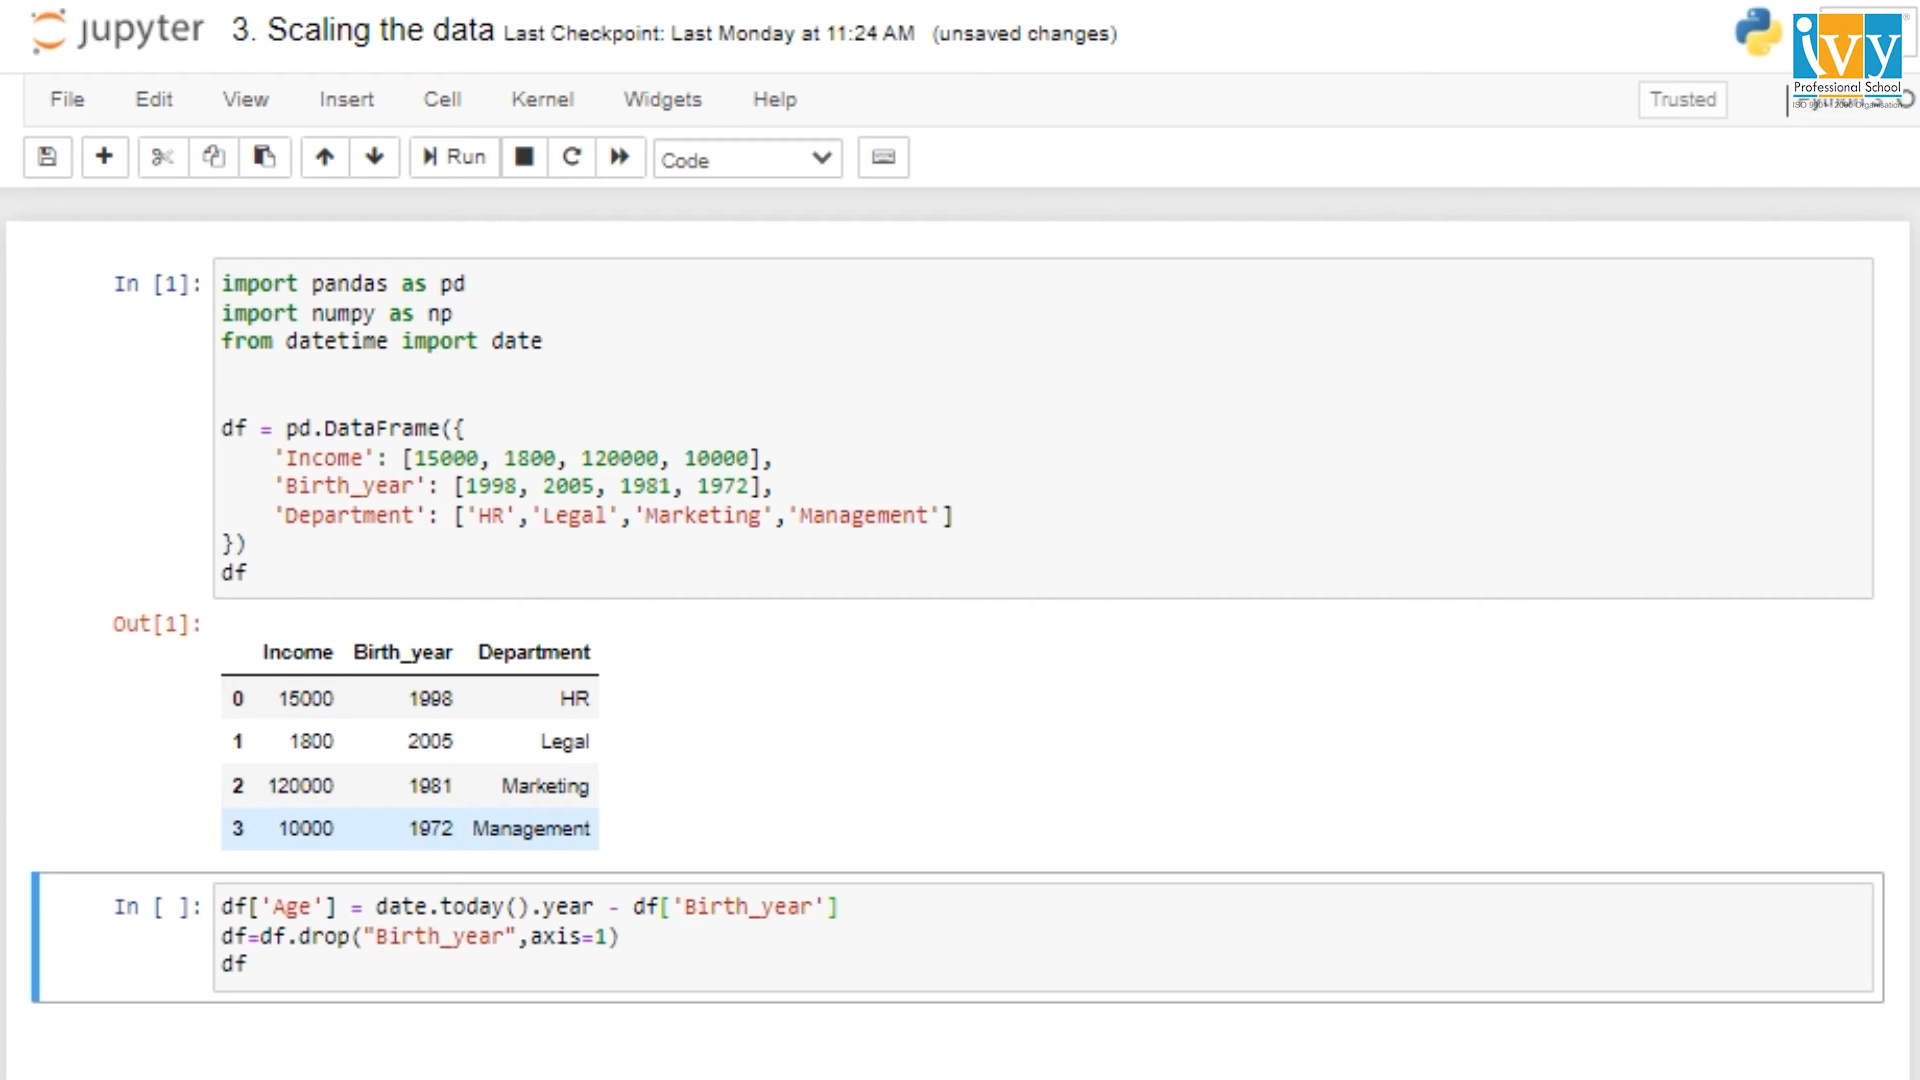 jupyter 3. Scaling the data Last Checkpoint: Last Monday at 11:24 AM (unsaved changes)
ivy
Professional School
File Edit View Insert Cell Kernel Widgets Help Trusted
Run Code
In [1]: import pandas as pd
import numpy as np
from datetime import date
df = pd.DataFrame({
'Income': [15000, 1800, 120000, 10000],
'Birth_year': [1998, 2005, 1981, 1972],
'Department': ['HR','Legal','Marketing','Management']
})
df
Out[1]:
Income Birth_year Department
0 15000 1998 HR
1 1800 2005 Legal
2 120000 1981 Marketing
3 10000 1972 Management
In [ ]: df['Age'] = date.today().year - df['Birth_year']
df=df.drop("Birth_year",axis=1)
df